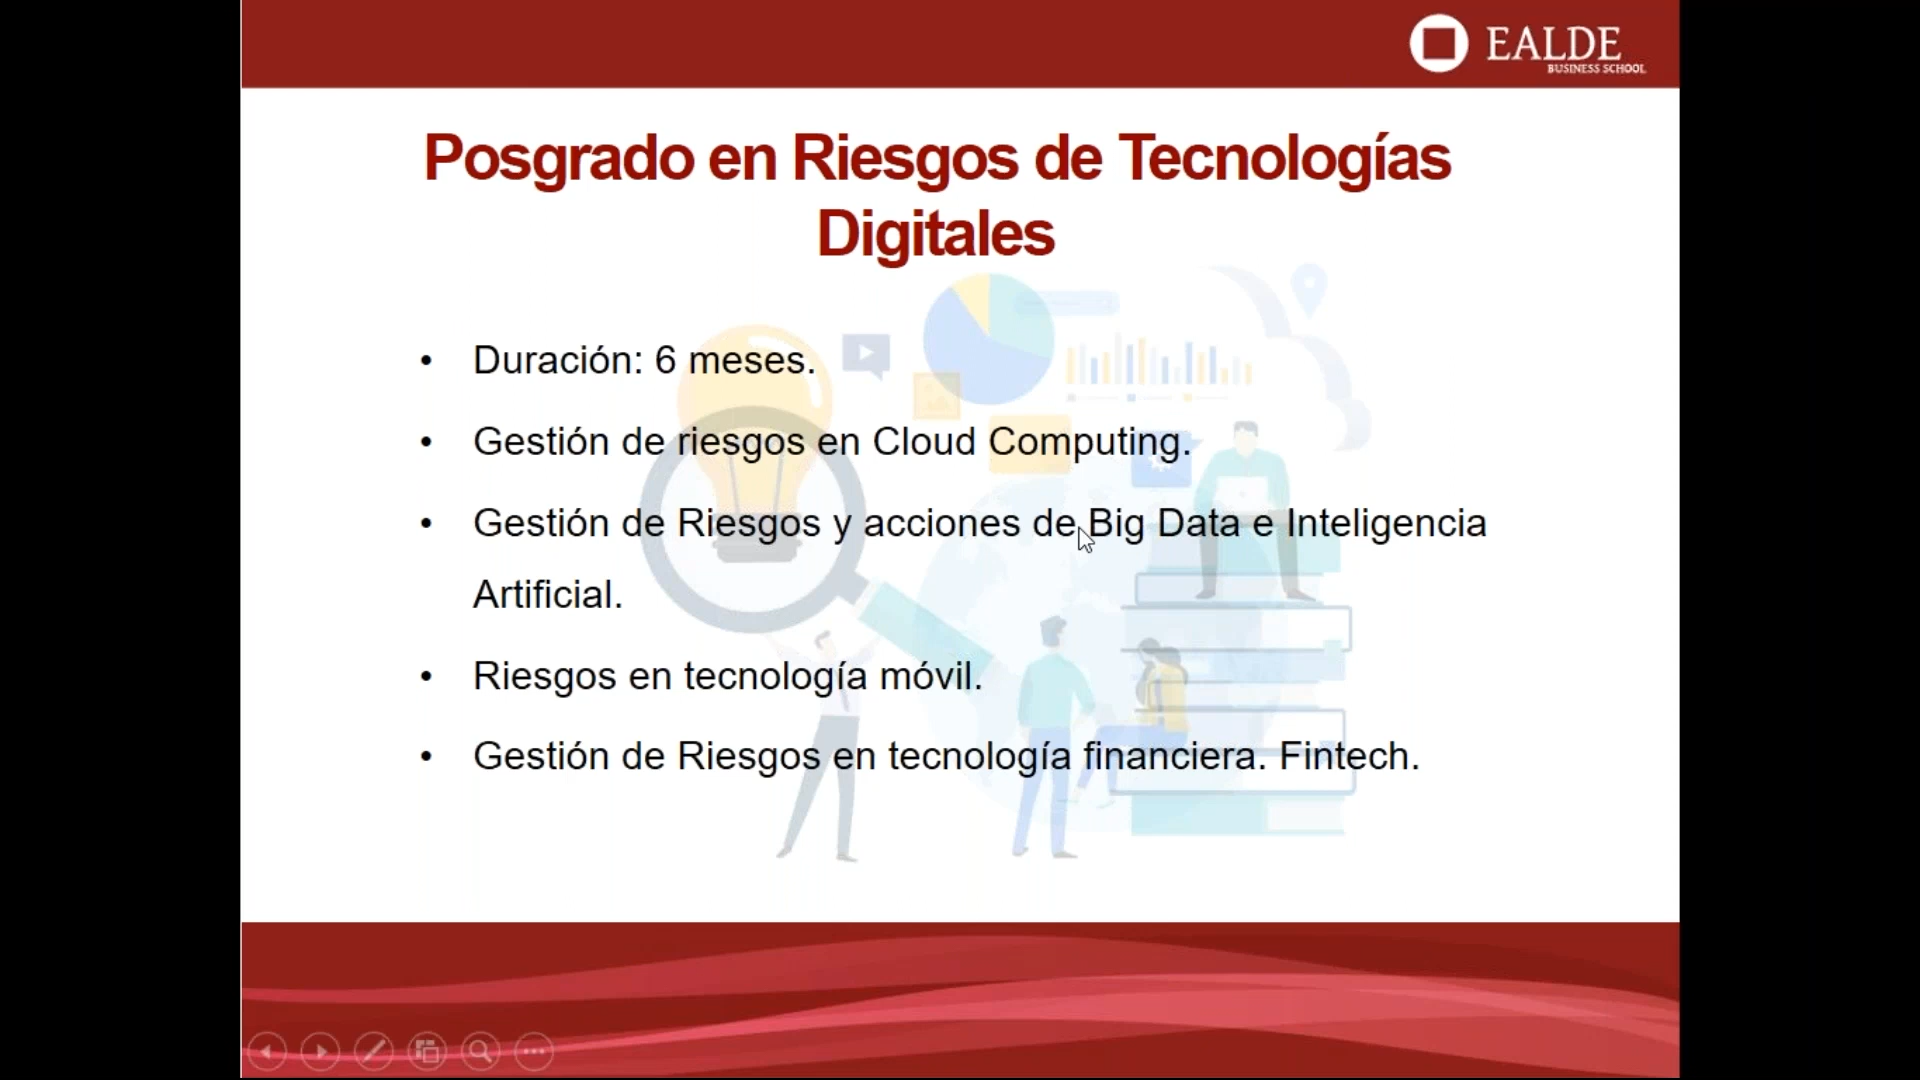 EALDE
BUSINESS SCHOOL
Posgrado en Riesgos de Tecnologías
Digitales
• Duración: 6 meses.
• Gestión de riesgos en Cloud Computing.
• Gestión de Riesgos y acciones de Big Data e Inteligencia
Artificial.
• Riesgos en tecnología móvil.
• Gestión de Riesgos en tecnología financiera. Fintech.